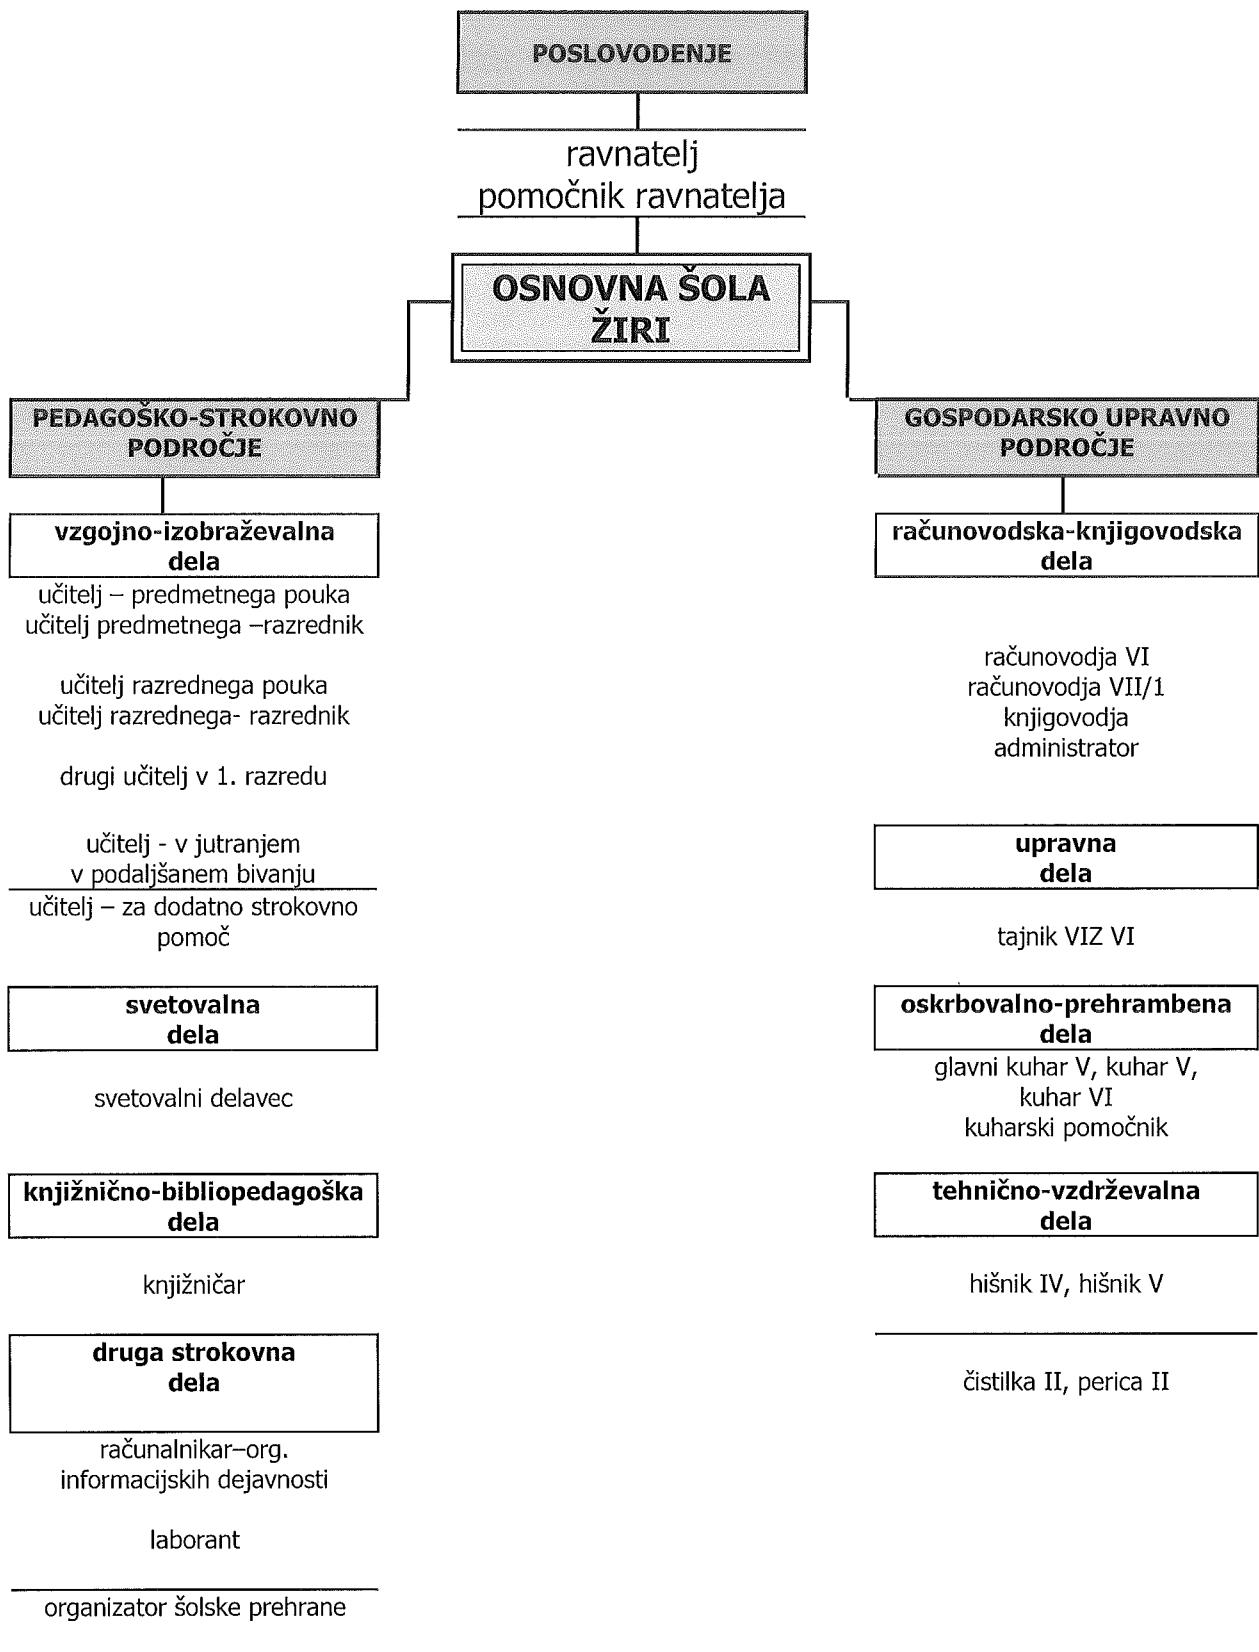 POSLOVODENJE
ravnatelj
pomočnik ravnatelja
OSNOVNA ŠOLA
ŽIRI
PEDAGOŠKO-STROKOVNO
PODROČJE
vzgojno-izobraževalna
dela
učitelj – predmetnega pouka
učitelj predmetnega –razrednik
učitelj razrednega pouka
učitelj razrednega- razrednik
drugi učitelj v 1. razredu
učitelj - v jutranjem
v podaljšanem bivanju
učitelj – za dodatno strokovno
pomoč
svetovalna
dela
svetovalni delavec
knjižnično-bibliopedagoška
dela
knjižničar
druga strokovna
dela
računalnikar–org.
informacijskih dejavnosti
laborant
organizator šolske prehrane
GOSPODARSKO UPRAVNO
PODROČJE
računovodska-knjigovodska
dela
računovodja VI
računovodja VII/1
knjigovodja
administrator
upravna
dela
tajnik VIZ VI
oskrbovalno-prehrambena
dela
glavni kuhar V, kuhar V,
kuhar VI
kuharski pomočnik
tehnično-vzdrževalna
dela
hišnik IV, hišnik V
čistilka II, perica II